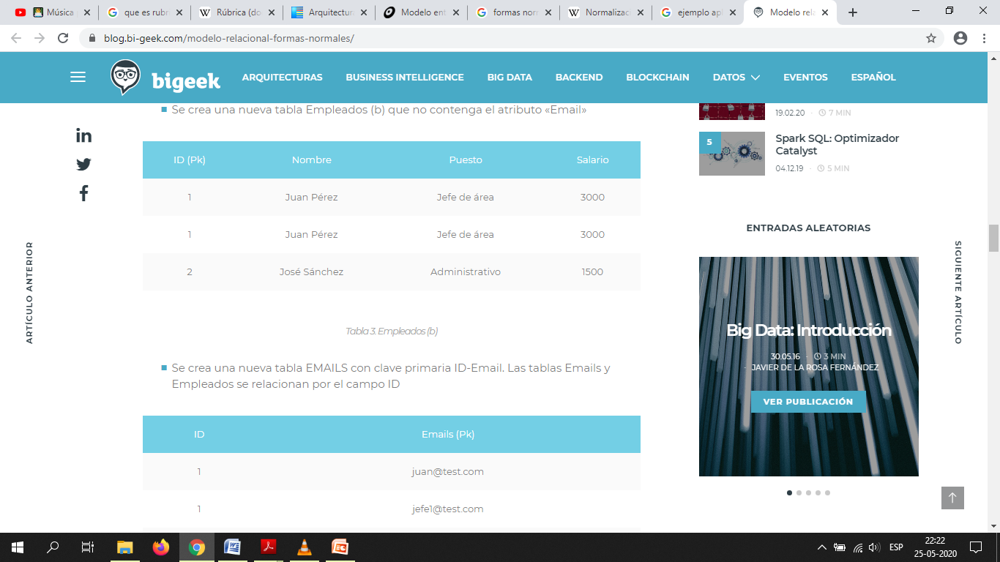 Música
que es rubr
Rúbrica (do
Arquitectura
Modelo ent
formas norr
Normalizac
ejemplo apl
Modelo rela
blog.bi-geek.com/modelo-relacional-formas-normales/
bigeek
ARQUITECTURAS
BUSINESS INTELLIGENCE
BIG DATA
BACKEND
BLOCKCHAIN
DATOS
EVENTOS
ESPAÑOL
Se crea una nueva tabla Empleados (b) que no contenga el atributo «Email»
ID (Pk) Nombre Puesto Salario
1 Juan Pérez Jefe de área 3000
1 Juan Pérez Jefe de área 3000
2 José Sánchez Administrativo 1500
Tabla 3. Empleados (b)
Se crea una nueva tabla EMAILS con clave primaria ID-Email. Las tablas Emails y
Empleados se relacionan por el campo ID
ID Emails (Pk)
1 juan@test.com
1 jefe1@test.com
ARTÍCULO ANTERIOR
19.02.20 · 7 MIN
5
Spark SQL: Optimizador
Catalyst
04.12.19 · 5 MIN
ENTRADAS ALEATORIAS
Big Data: Introducción
30.05.16 · 3 MIN
· JAVIER DE LA ROSA FERNÁNDEZ
VER PUBLICACIÓN
SIGUIENTE ARTÍCULO
ESP
22:22
25-05-2020